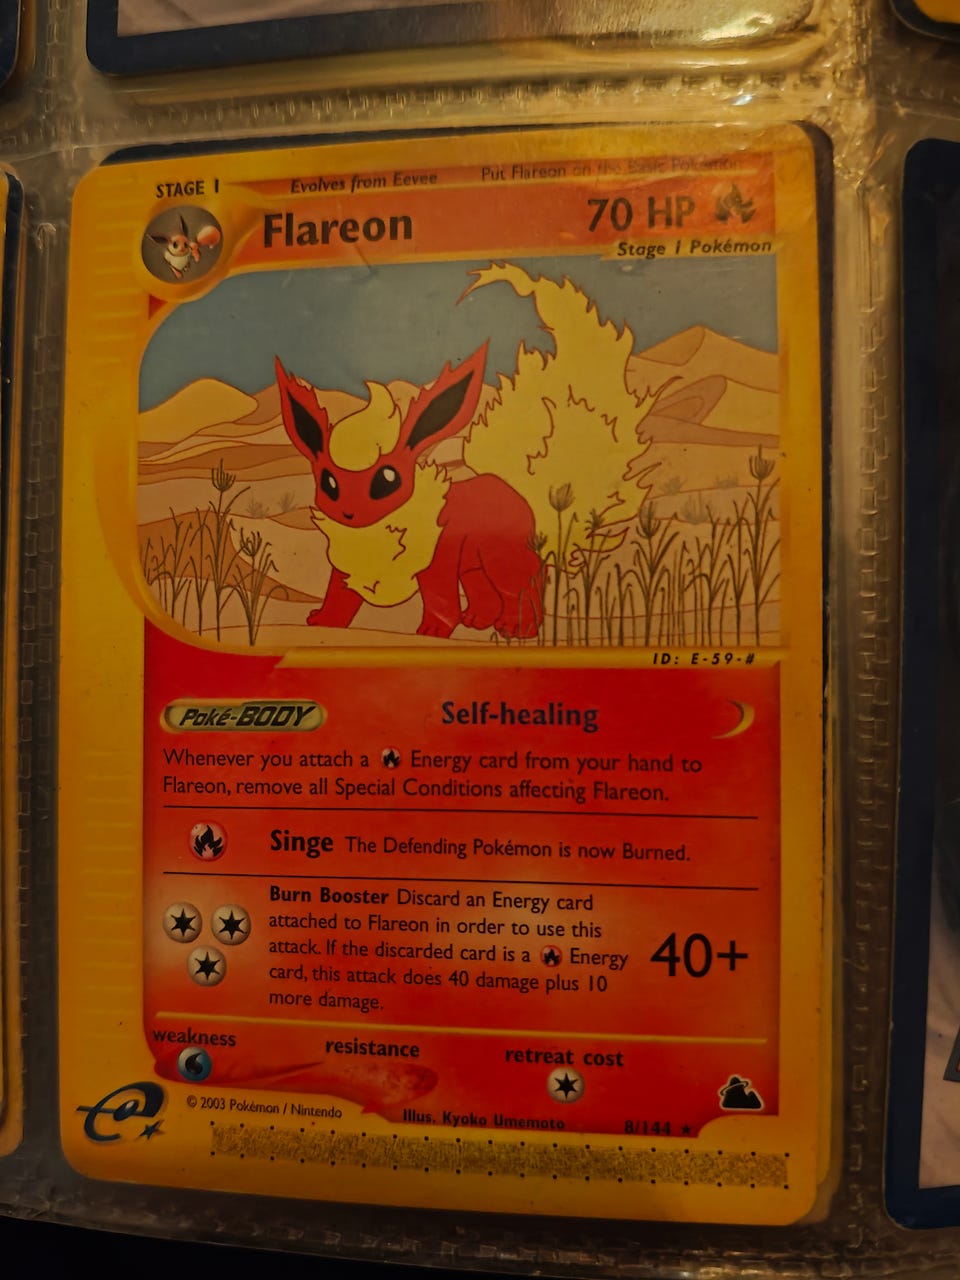 STAGE 1 Evolves from Eevee Put Flareon on the Basic Pokémon
Flareon 70 HP
Stage 1 Pokémon
ID: E-59-#
Poké-BODY Self-healing
Whenever you attach a Energy card from your hand to
Flareon, remove all Special Conditions affecting Flareon.
Singe The Defending Pokémon is now Burned.
Burn Booster Discard an Energy card
attached to Flareon in order to use this
attack. If the discarded card is a Energy
card, this attack does 40 damage plus 10
more damage.
40+
weakness resistance retreat cost
e
© 2003 Pokémon / Nintendo
Illus. Kyoko Umemoto 8/144 ★